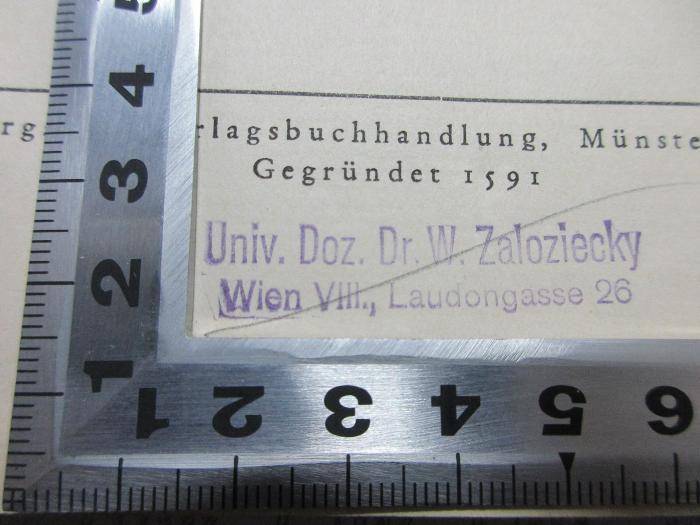 rg
rlagsbuchhandlung, Münste
Gegründet 1591
Univ. Doz. Dr. W. Zaloziecky
Wien VIII., Laudongasse 26
5
4
3
2
1
1 2 3 4 5 6